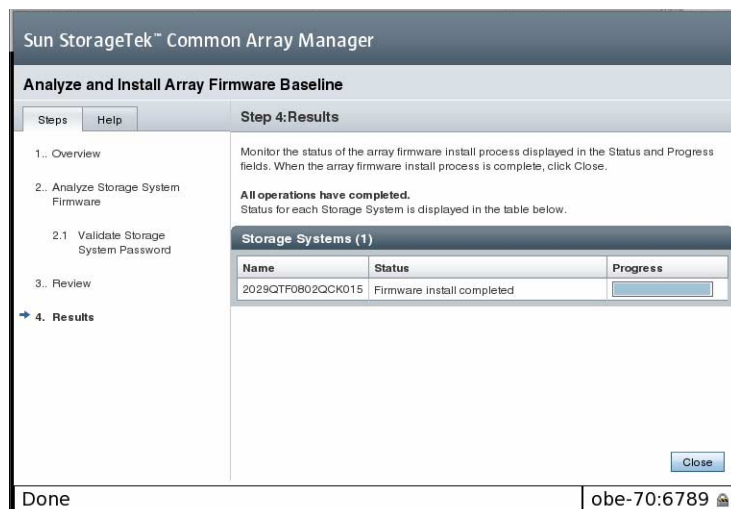 Sun StorageTek™ Common Array Manager
Analyze and Install Array Firmware Baseline
Steps
Help
1.. Overview
2.. Analyze Storage System
Firmware
2.1 Validate Storage
System Password
3.. Review
4. Results
Step 4:Results
Monitor the status of the array firmware install process displayed in the Status and Progress
fields. When the array firmware install process is complete, click Close.
All operations have completed.
Status for each Storage System is displayed in the table below.
Storage Systems (1)
Name Status Progress
2029QTF0802QCK015 Firmware install completed
Close
Done
obe-70:6789